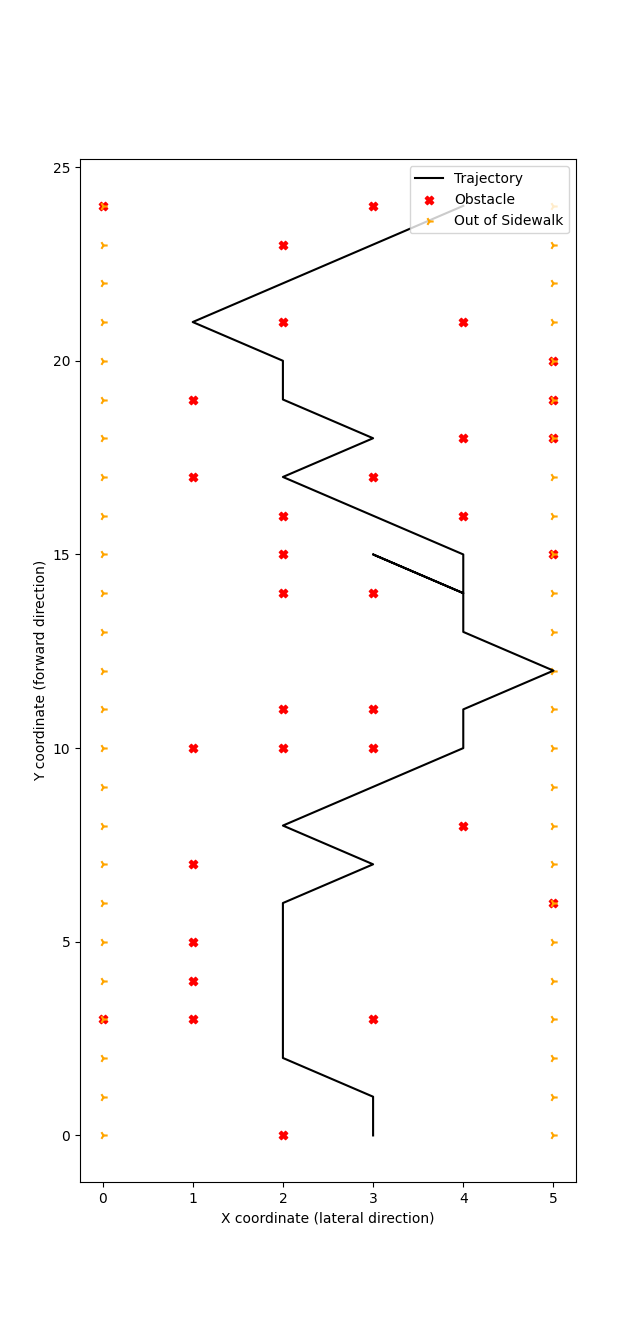 25
Trajectory
Obstacle
Out of Sidewalk
20
15
10
5
0
Y coordinate (forward direction)
0 1 2 3 4 5
X coordinate (lateral direction)